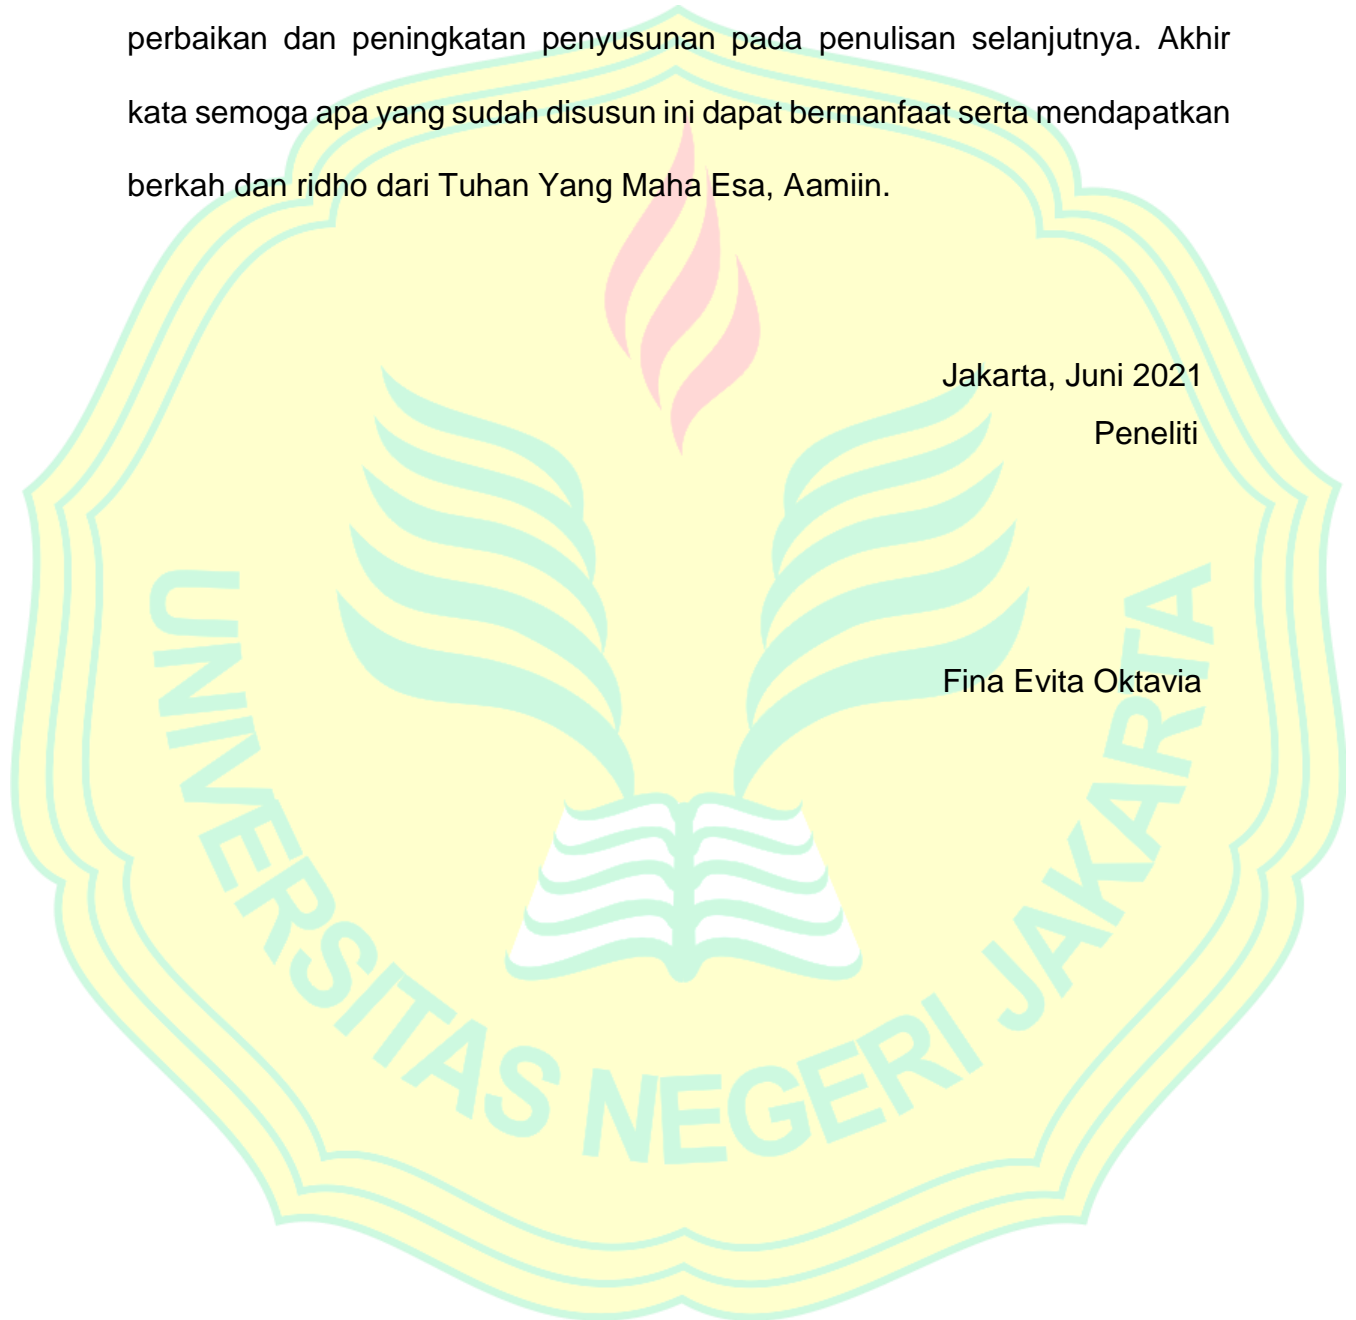 perbaikan dan peningkatan penyusunan pada penulisan selanjutnya. Akhir
kata semoga apa yang sudah disusun ini dapat bermanfaat serta mendapatkan
berkah dan ridho dari Tuhan Yang Maha Esa, Aamiin.
Jakarta, Juni 2021
Peneliti
Fina Evita Oktavia
UNIVERSITAS NEGERI JAKARTA